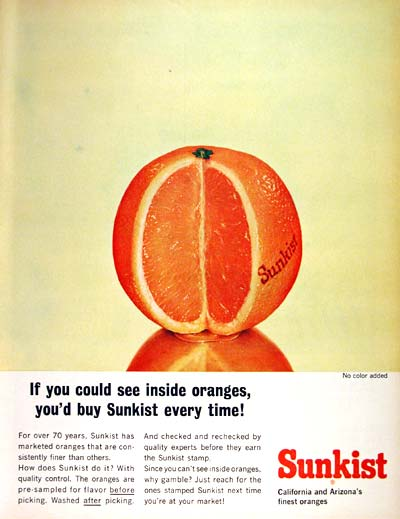 Sunkist
No color added
If you could see inside oranges,
you'd buy Sunkist every time!
For over 70 years, Sunkist has
marketed oranges that are con-
sistently finer than others.
How does Sunkist do it? With
quality control. The oranges are
pre-sampled for flavor before
picking. Washed after picking.
And checked and rechecked by
quality experts before they earn
the Sunkist stamp.
Since you can't see inside oranges,
why gamble? Just reach for the
ones stamped Sunkist next time
you're at your market!
Sunkist®
California and Arizona's
finest oranges